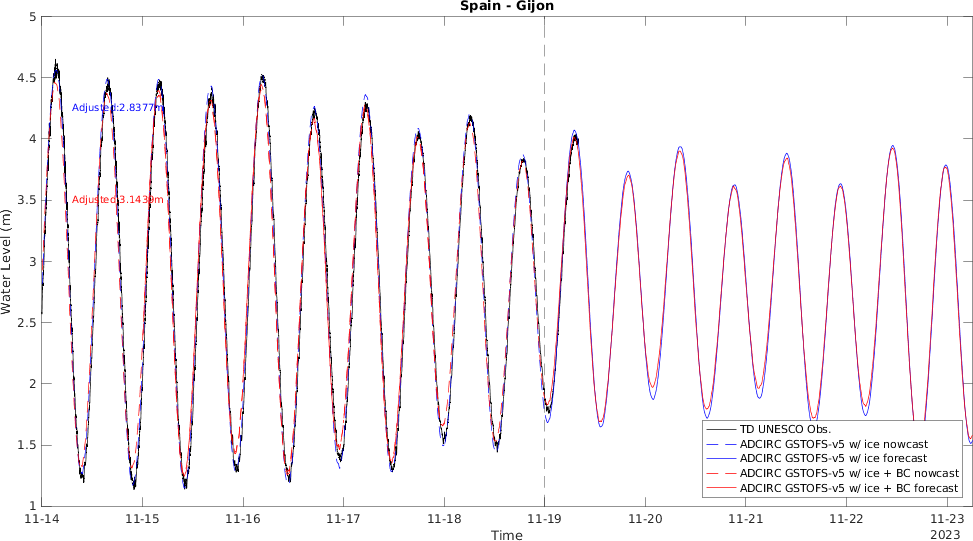 Spain - Gijon
5
4.5
4
3.5
3
2.5
2
1.5
1
Water Level (m)
Adjusted:2.8377m
Adjusted:3.1439m
TD UNESCO Obs.
ADCIRC GSTOFS-v5 w/ ice nowcast
ADCIRC GSTOFS-v5 w/ ice forecast
ADCIRC GSTOFS-v5 w/ ice + BC nowcast
ADCIRC GSTOFS-v5 w/ ice + BC forecast
11-14 11-15 11-16 11-17 11-18 11-19 11-20 11-21 11-22 11-23
2023
Time